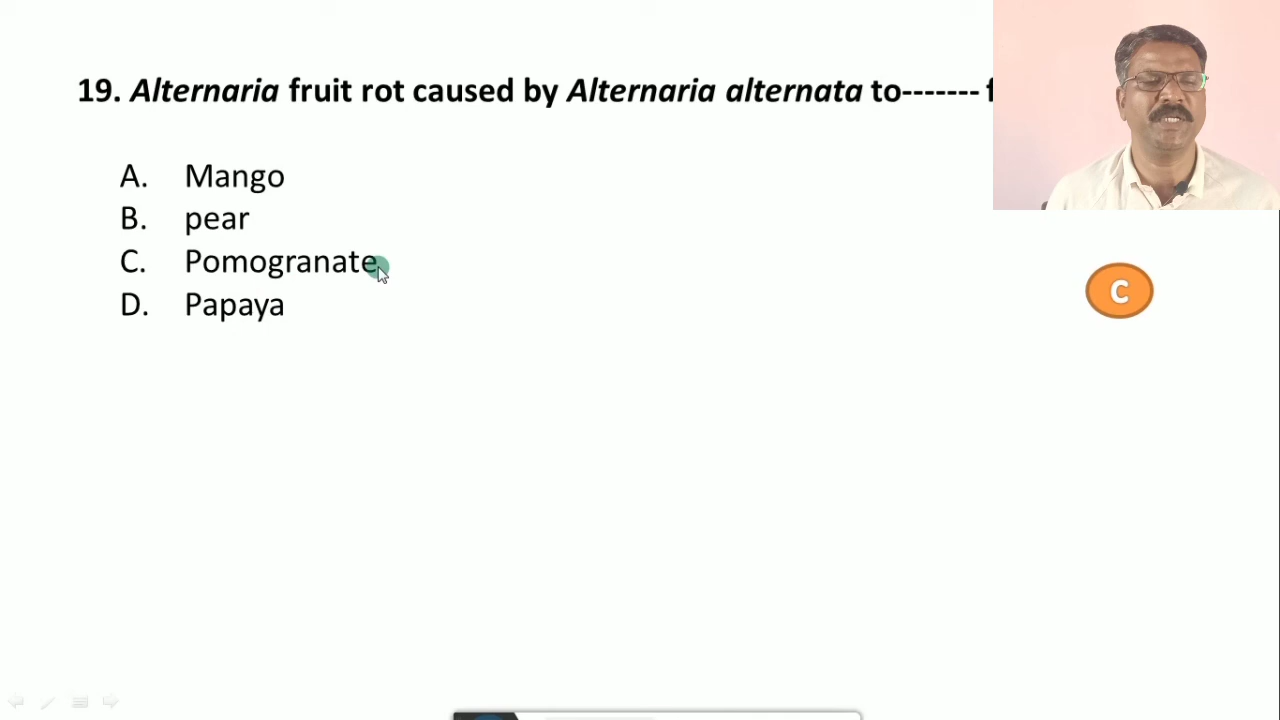 19. Alternaria fruit rot caused by Alternaria alternata to-------
A. Mango
B. pear
C. Pomogranate
D. Papaya
C